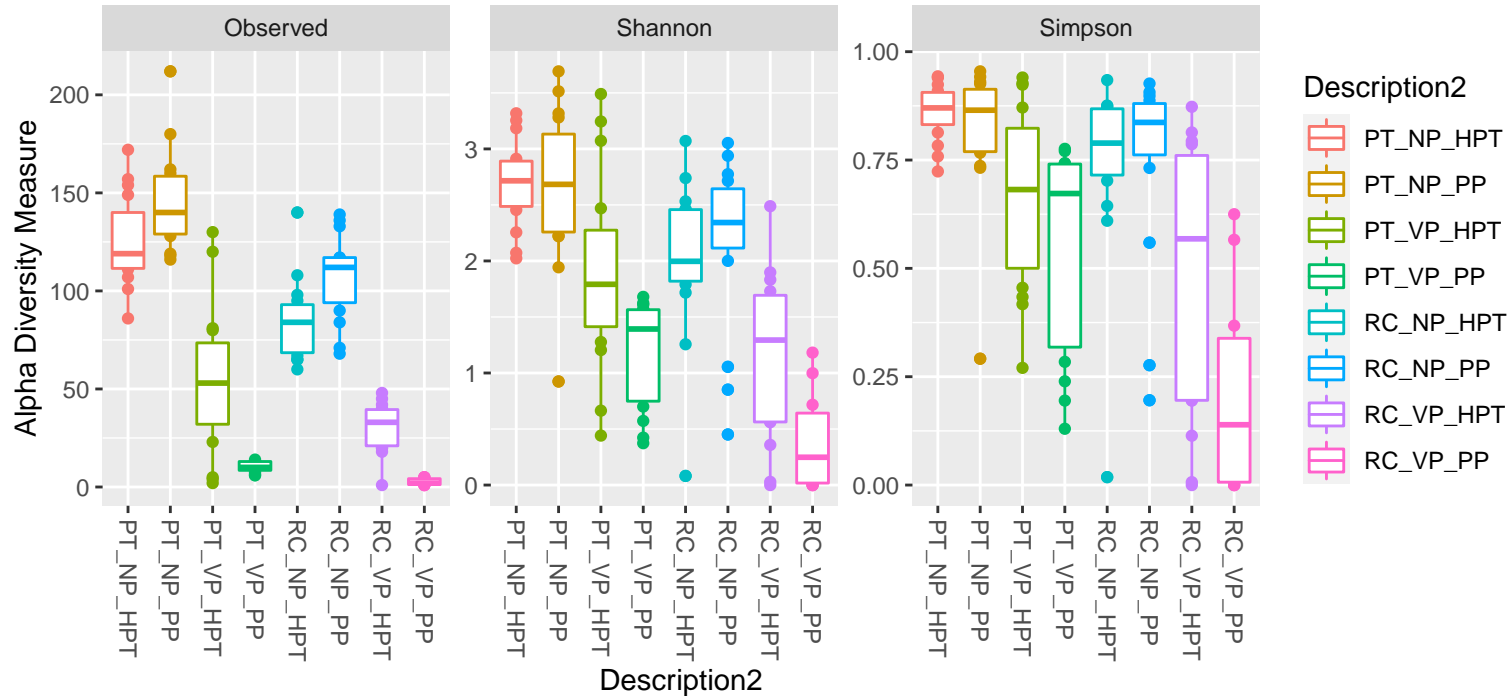 Observed
Shannon
Simpson
Alpha Diversity Measure
200
150
100
50
0
3
2
1
0
1.00
0.75
0.50
0.25
0.00
PT_NP_HPT
PT_NP_PP
PT_VP_HPT
PT_VP_PP
RC_NP_HPT
RC_NP_PP
RC_VP_HPT
RC_VP_PP
PT_NP_HPT
PT_NP_PP
PT_VP_HPT
PT_VP_PP
RC_NP_HPT
RC_NP_PP
RC_VP_HPT
RC_VP_PP
PT_NP_HPT
PT_NP_PP
PT_VP_HPT
PT_VP_PP
RC_NP_HPT
RC_NP_PP
RC_VP_HPT
RC_VP_PP
Description2
Description2
PT_NP_HPT
PT_NP_PP
PT_VP_HPT
PT_VP_PP
RC_NP_HPT
RC_NP_PP
RC_VP_HPT
RC_VP_PP